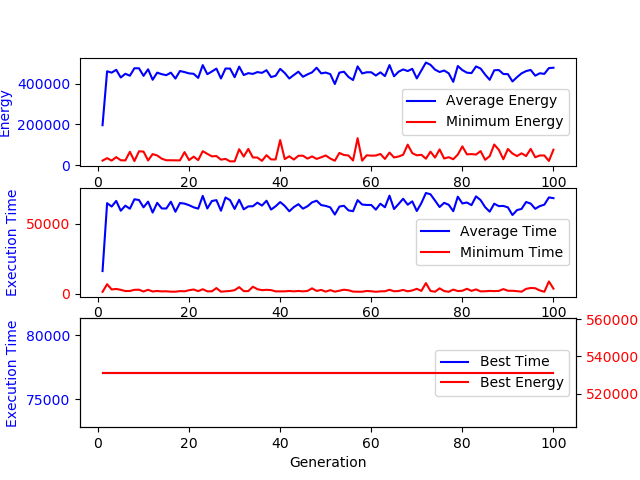 Energy
400000
200000
0
Average Energy
Minimum Energy
0 20 40 60 80 100
Execution Time
50000
0
Average Time
Minimum Time
0 20 40 60 80 100
Execution Time
80000
75000
Best Time
Best Energy
560000
540000
520000
0 20 40 60 80 100
Generation